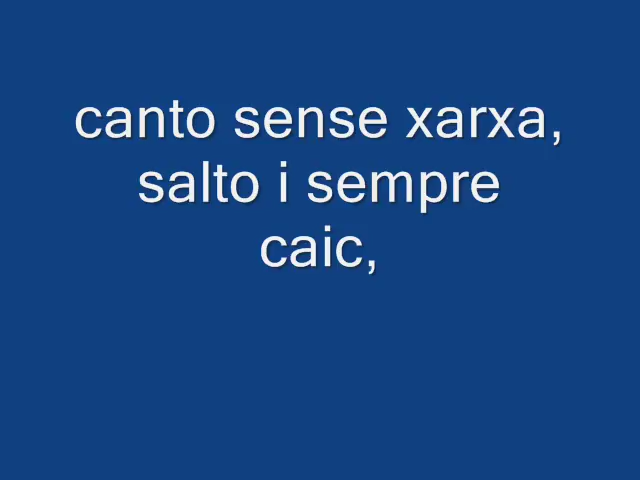 canto sense xarxa,
salto i sempre
caic,